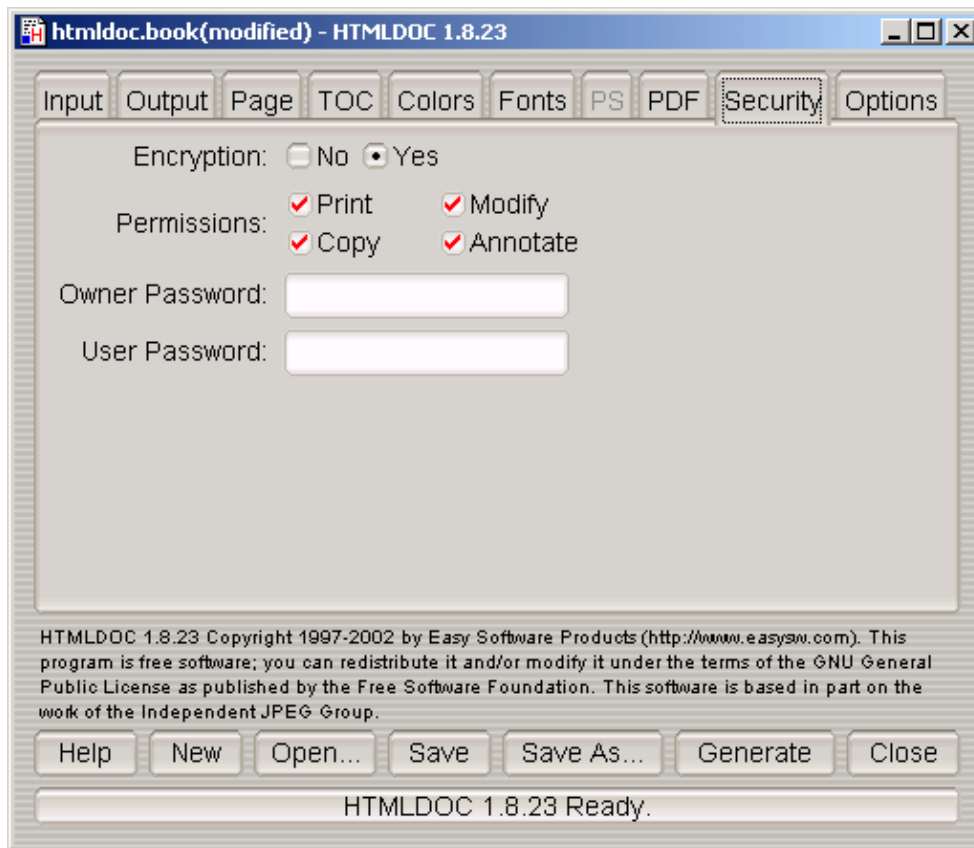 htmldoc.book(modified) - HTMLDOC 1.8.23
Input Output Page TOC Colors Fonts PS PDF Security Options
Encryption: No Yes
Permissions: Print Modify
Copy Annotate
Owner Password:
User Password:
HTMLDOC 1.8.23 Copyright 1997-2002 by Easy Software Products (http://www.easysw.com). This
program is free software; you can redistribute it and/or modify it under the terms of the GNU General
Public License as published by the Free Software Foundation. This software is based in part on the
work of the Independent JPEG Group.
Help New Open... Save Save As... Generate Close
HTMLDOC 1.8.23 Ready.